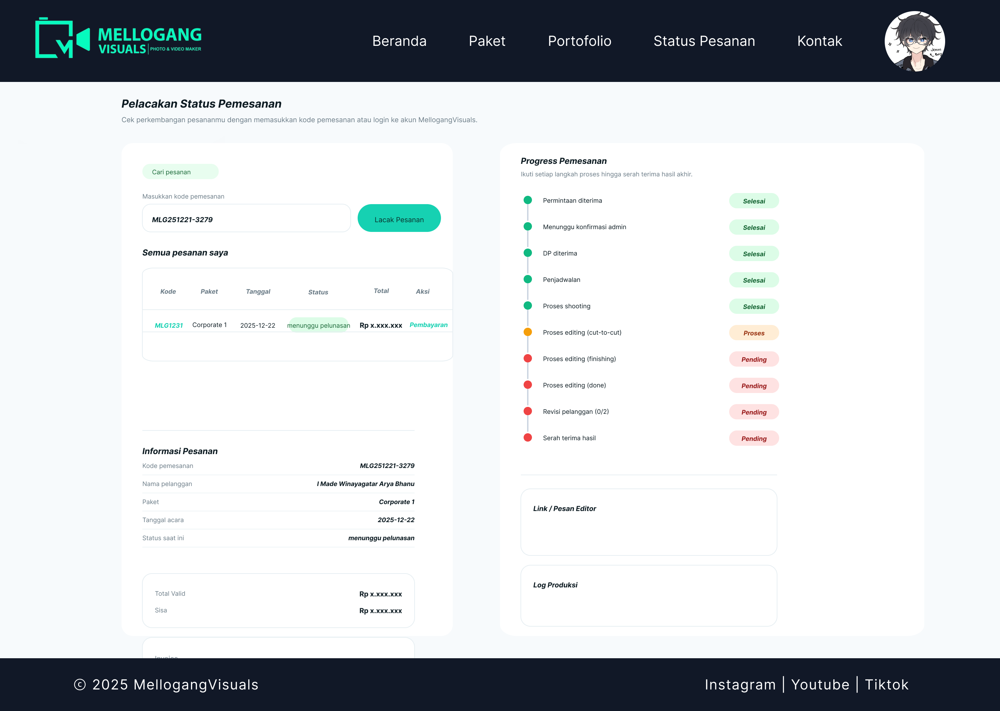 MELLOGANG
VISUALS PHOTO & VIDEO MAKER
Beranda Paket Portofolio Status Pesanan Kontak
Jenius
Boy
Pelacakan Status Pemesanan
Cek perkembangan pesananmu dengan memasukkan kode pemesanan atau login ke akun MellogangVisuals.
Cari pesanan
Masukkan kode pemesanan
MLG251221-3279 Lacak Pesanan
Semua pesanan saya
Kode Paket Tanggal Status Total Aksi
MLG1231 Corporate 1 2025-12-22 menunggu pelunasan Rp x.xxx.xxx Pembayaran
Informasi Pesanan
Kode pemesanan MLG251221-3279
Nama pelanggan I Made Winayagatar Arya Bhanu
Paket Corporate 1
Tanggal acara 2025-12-22
Status saat ini menunggu pelunasan
Total Valid Rp x.xxx.xxx
Sisa Rp x.xxx.xxx
Invoice
Progress Pemesanan
Ikuti setiap langkah proses hingga serah terima hasil akhir.
Permintaan diterima Selesai
Menunggu konfirmasi admin Selesai
DP diterima Selesai
Penjadwalan Selesai
Proses shooting Selesai
Proses editing (cut-to-cut) Proses
Proses editing (finishing) Pending
Proses editing (done) Pending
Revisi pelanggan (0/2) Pending
Serah terima hasil Pending
Link / Pesan Editor
Log Produksi
© 2025 MellogangVisuals
Instagram | Youtube | Tiktok